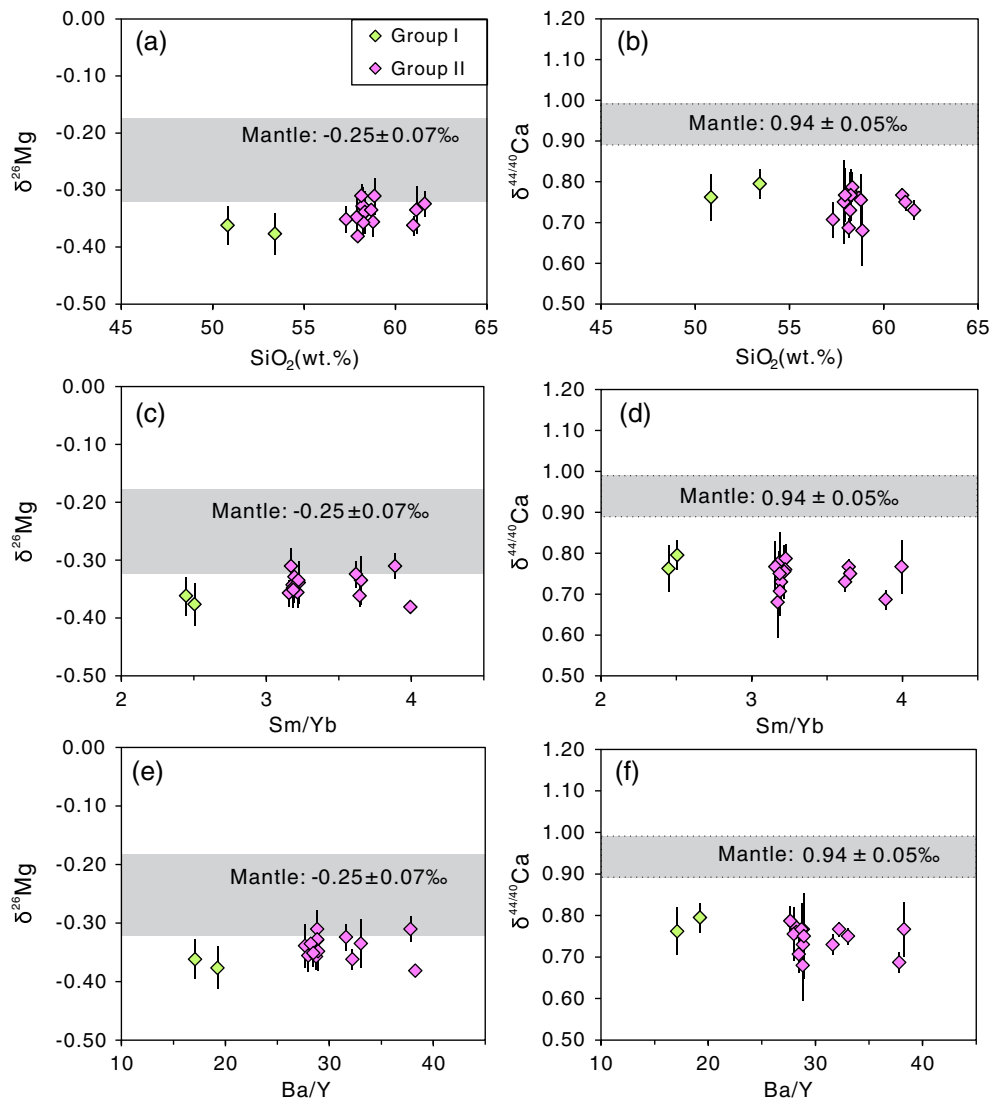 (a)
Group I
Group II
Mantle: -0.25±0.07‰
0.00
-0.10
-0.20
-0.30
-0.40
-0.50
δ²⁶Mg
45 50 55 60 65
SiO₂(wt.%)
(b)
Mantle: 0.94 ± 0.05‰
1.20
1.10
1.00
0.90
0.80
0.70
0.60
0.50
δ⁴⁴/⁴⁰Ca
45 50 55 60 65
SiO₂(wt.%)
(c)
Mantle: -0.25±0.07‰
0.00
-0.10
-0.20
-0.30
-0.40
-0.50
δ²⁶Mg
2 3 4
Sm/Yb
(d)
Mantle: 0.94 ± 0.05‰
1.20
1.10
1.00
0.90
0.80
0.70
0.60
0.50
δ⁴⁴/⁴⁰Ca
2 3 4
Sm/Yb
(e)
Mantle: -0.25±0.07‰
0.00
-0.10
-0.20
-0.30
-0.40
-0.50
δ²⁶Mg
10 20 30 40
Ba/Y
(f)
Mantle: 0.94 ± 0.05‰
1.20
1.10
1.00
0.90
0.80
0.70
0.60
0.50
δ⁴⁴/⁴⁰Ca
10 20 30 40
Ba/Y